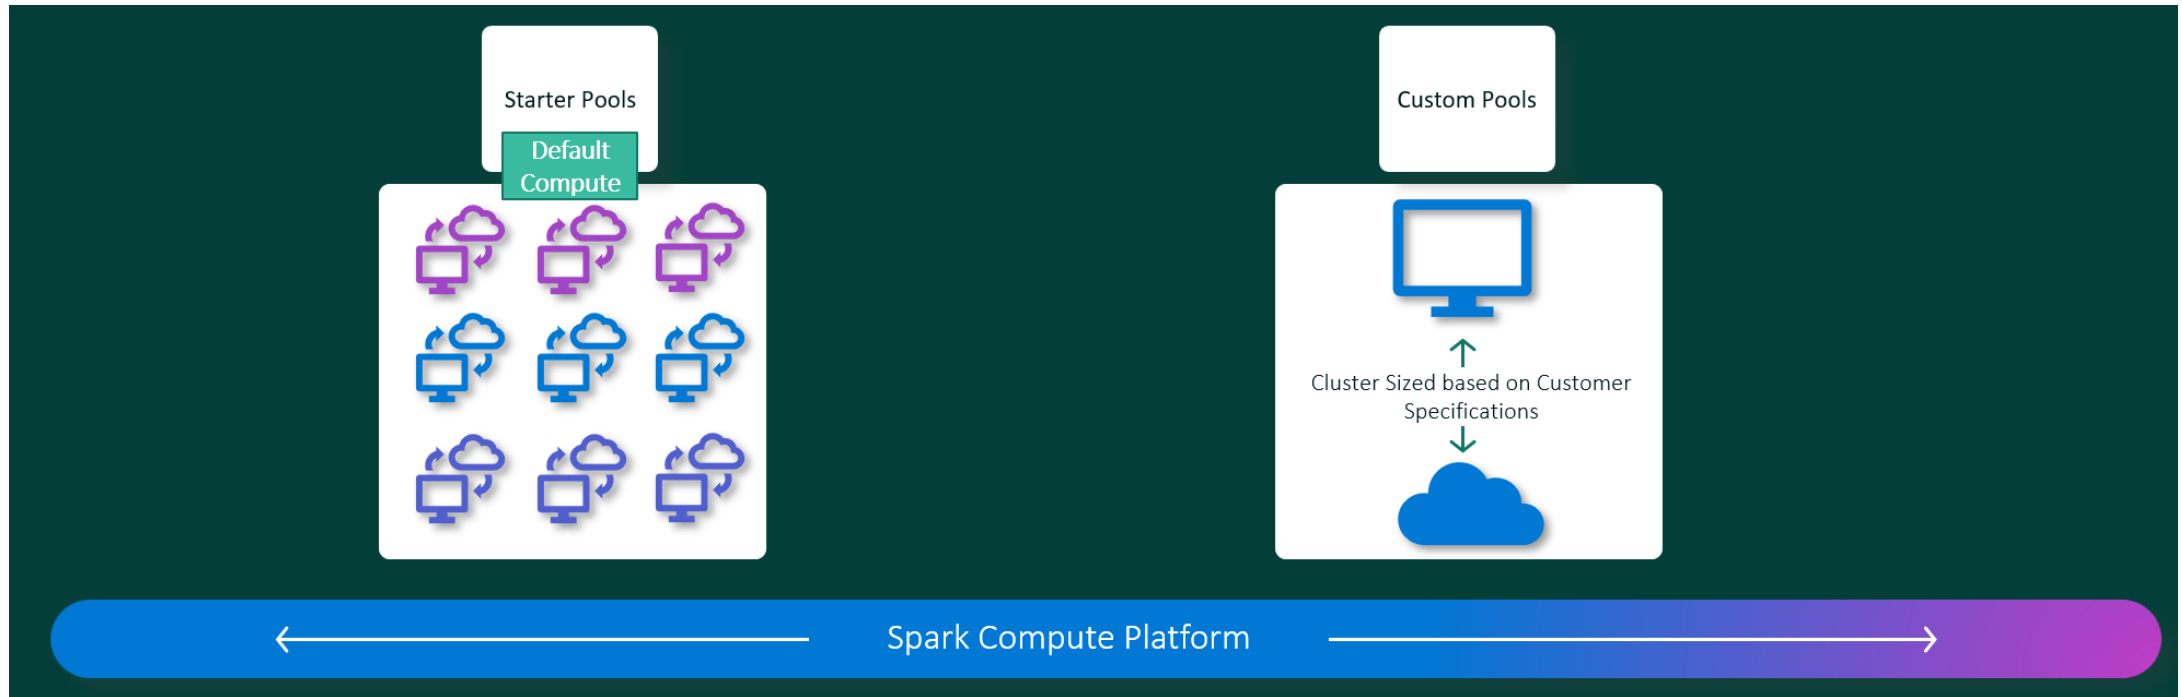 Starter Pools
Default
Compute
Custom Pools
Cluster Sized based on Customer
Specifications
Spark Compute Platform